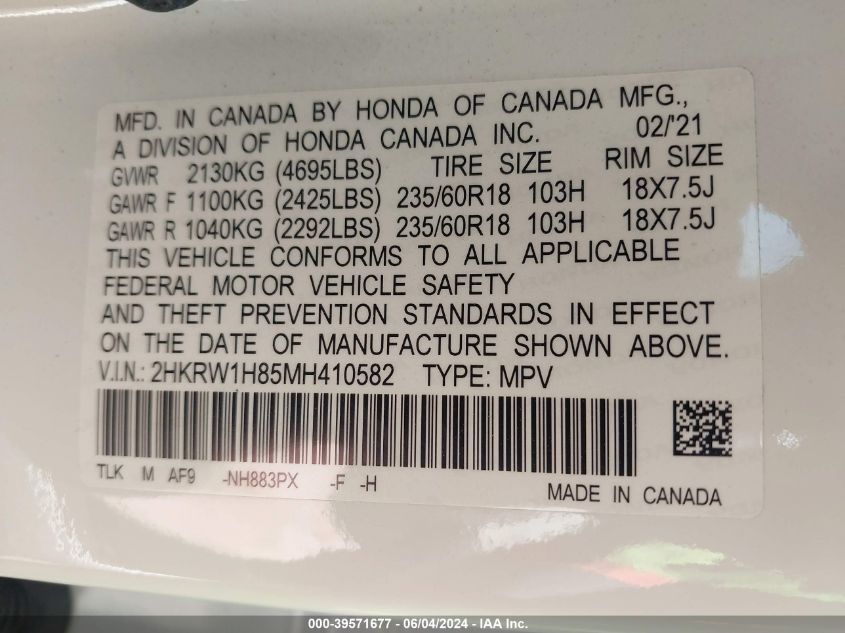 MFD. IN CANADA BY HONDA OF CANADA MFG.,
A DIVISION OF HONDA CANADA INC. 02/'21
GVWR 2130KG (4695LBS) TIRE SIZE RIM SIZE
GAWR F 1100KG (2425LBS) 235/60R18 103H 18X7.5J
GAWR R 1040KG (2292LBS) 235/60R18 103H 18X7.5J
THIS VEHICLE CONFORMS TO ALL APPLICABLE
FEDERAL MOTOR VEHICLE SAFETY
AND THEFT PREVENTION STANDARDS IN EFFECT
ON THE DATE OF MANUFACTURE SHOWN ABOVE.
V.I.N.: 2HKRW1H85MH410582 TYPE: MPV
TLK M AF9 -NH883PX -F -H
MADE IN CANADA
000-39571677 - 06/04/2024 - IAA Inc.